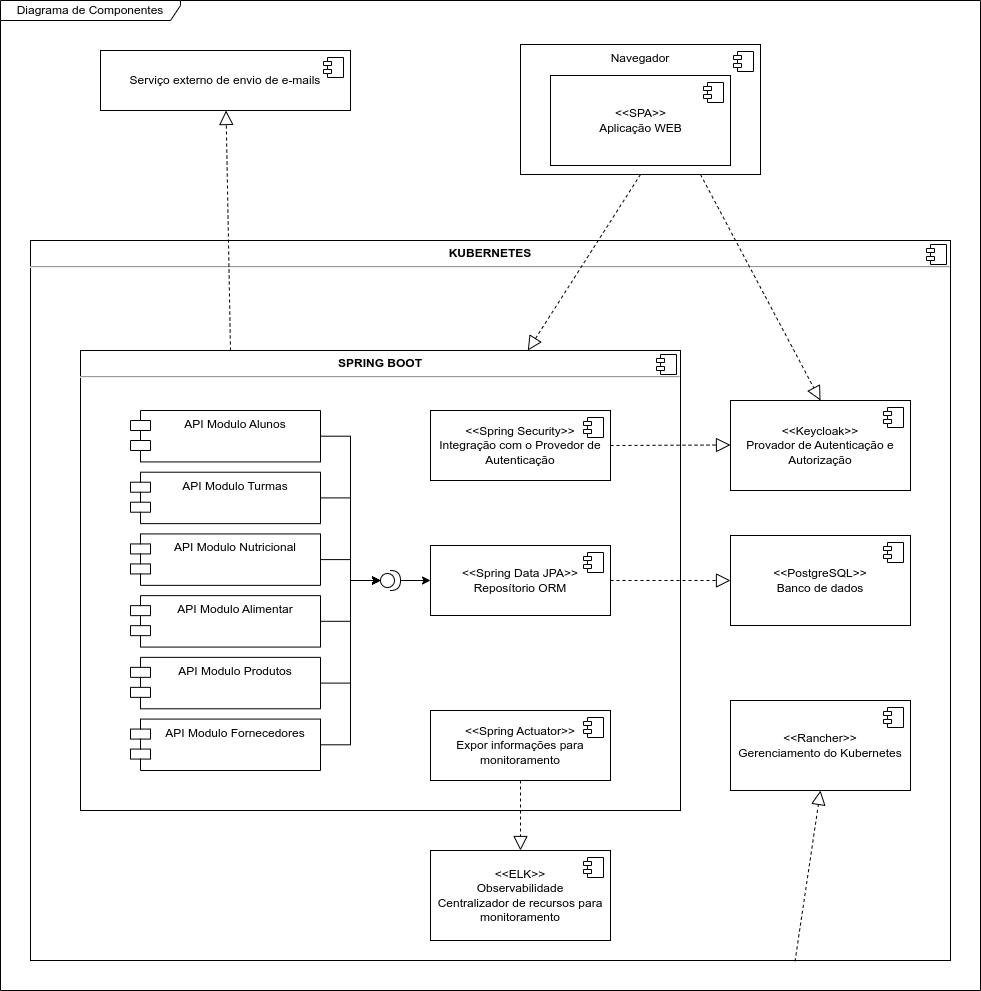 Diagrama de Componentes
Serviço externo de envio de e-mails
Navegador
<<SPA>>
Aplicação WEB
KUBERNETES
SPRING BOOT
API Modulo Alunos
API Modulo Turmas
API Modulo Nutricional
API Modulo Alimentar
API Modulo Produtos
API Modulo Fornecedores
<<Spring Security>>
Integração com o Provedor de
Autenticação
<<Keycloak>>
Provador de Autenticação e
Autorização
<<Spring Data JPA>>
Reposítorio ORM
<<PostgreSQL>>
Banco de dados
<<Spring Actuator>>
Expor informações para
monitoramento
<<Rancher>>
Gerenciamento do Kubernetes
<<ELK>>
Observabilidade
Centralizador de recursos para
monitoramento